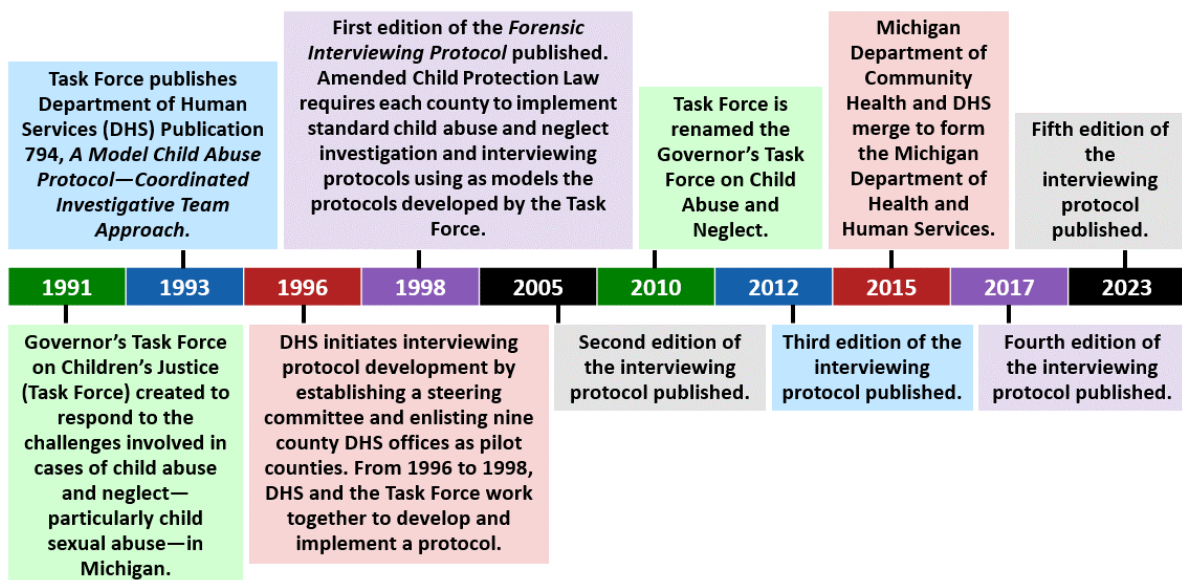 Task Force publishes
Department of Human
Services (DHS) Publication
794, A Model Child Abuse
Protocol—Coordinated
Investigative Team
Approach.
First edition of the Forensic
Interviewing Protocol published.
Amended Child Protection Law
requires each county to implement
standard child abuse and neglect
investigation and interviewing
protocols using as models the
protocols developed by the Task
Force.
Task Force is
renamed the
Governor's Task
Force on Child
Abuse and
Neglect.
Michigan
Department of
Community
Health and DHS
merge to form
the Michigan
Department of
Health and
Human Services.
Fifth edition of
the
interviewing
protocol
published.
1991 1993 1996 1998 2005 2010 2012 2015 2017 2023
Governor's Task Force
on Children's Justice
(Task Force) created to
respond to the
challenges involved in
cases of child abuse
and neglect—
particularly child
sexual abuse—in
Michigan.
DHS initiates interviewing
protocol development by
establishing a steering
committee and enlisting nine
county DHS offices as pilot
counties. From 1996 to 1998,
DHS and the Task Force work
together to develop and
implement a protocol.
Second edition of
the interviewing
protocol published.
Third edition of the
interviewing
protocol published.
Fourth edition of
the interviewing
protocol published.